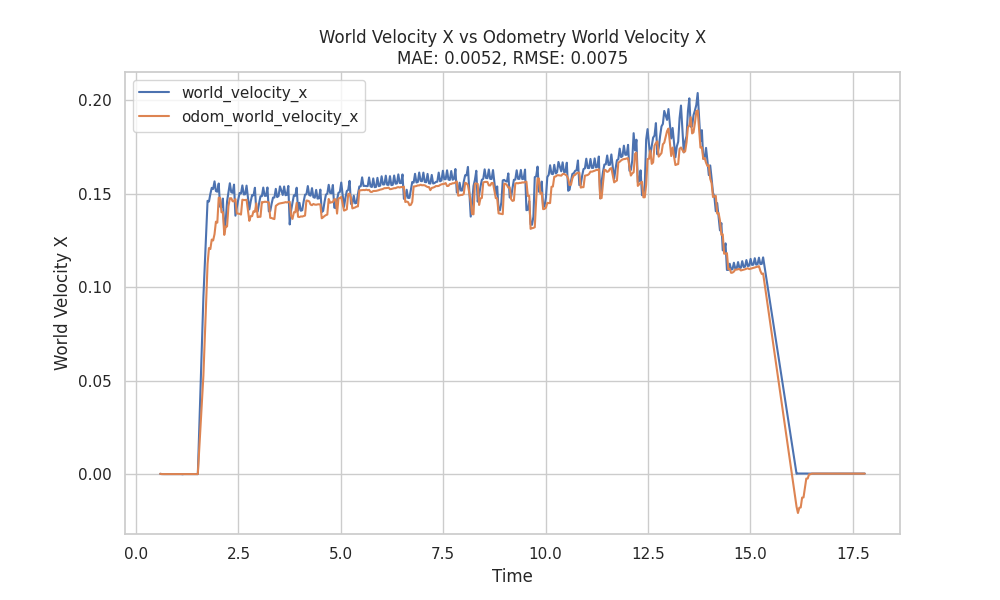 World Velocity X vs Odometry World Velocity X
MAE: 0.0052, RMSE: 0.0075
world_velocity_x
odom_world_velocity_x
World Velocity X
0.20
0.15
0.10
0.05
0.00
0.0 2.5 5.0 7.5 10.0 12.5 15.0 17.5
Time